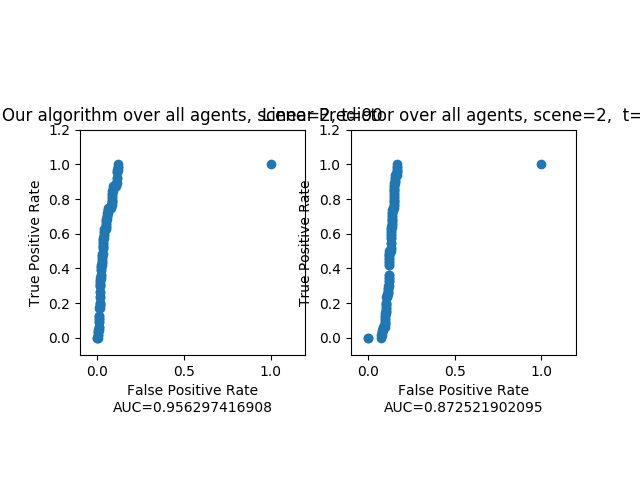 Our algorithm over all agents, scene=2, t=90
Linear Predictor over all agents, scene=2,  t=
1.2
1.0
0.8
0.6
0.4
0.2
0.0
True Positive Rate
0.0
0.5
1.0
False Positive Rate
AUC=0.956297416908
1.2
1.0
0.8
0.6
0.4
0.2
0.0
True Positive Rate
0.0
0.5
1.0
False Positive Rate
AUC=0.872521902095